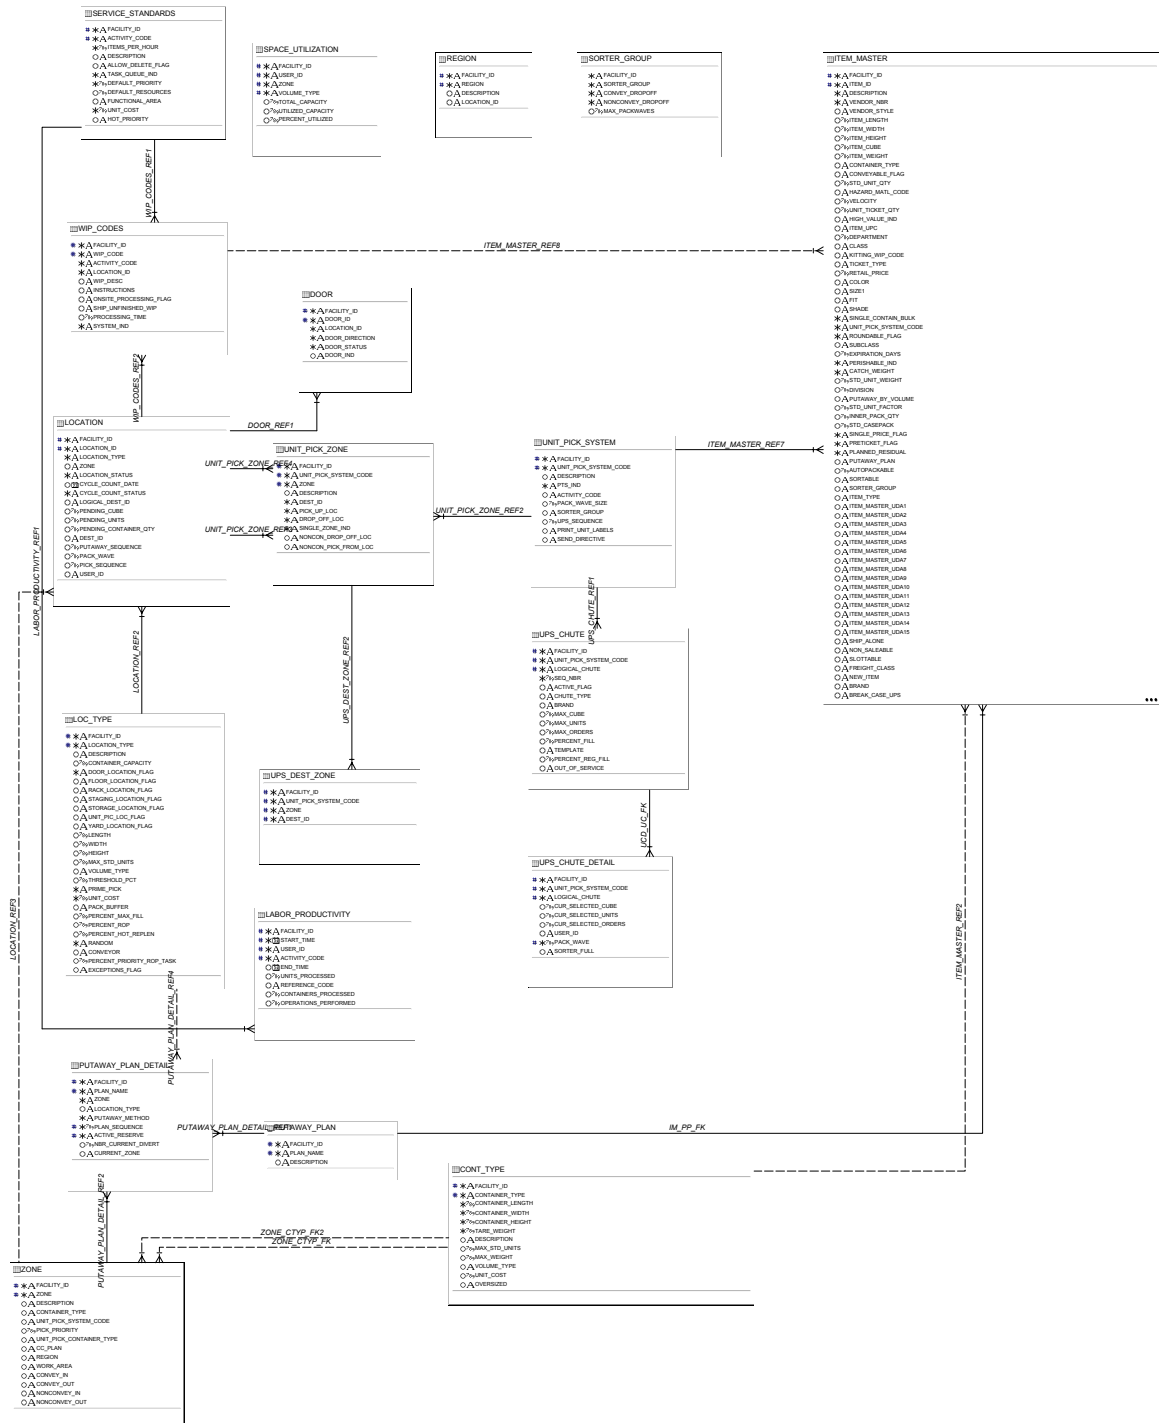 SERVICE_STANDARDS
FACILITY_ID
ACTIVITY_CODE
ITEMS_PER_HOUR
DESCRIPTION
ALLOW_DELETE_FLAG
TASK_QUEUE_IND
DEFAULT_PRIORITY
DEFAULT_RESOURCES
FUNCTIONAL_AREA
UNIT_COST
HOT_PRIORITY
SPACE_UTILIZATION
FACILITY_ID
USER_ID
ZONE
VOLUME_TYPE
TOTAL_CAPACITY
UTILIZED_CAPACITY
PERCENT_UTILIZED
REGION
FACILITY_ID
REGION
DESCRIPTION
LOCATION_ID
SORTER_GROUP
FACILITY_ID
SORTER_GROUP
CONVEY_DROPOFF
NONCONVEY_DROPOFF
MAX_PACKWAVES
ITEM_MASTER
FACILITY_ID
ITEM_ID
DESCRIPTION
VENDOR_NBR
VENDOR_STYLE
ITEM_LENGTH
ITEM_WIDTH
ITEM_HEIGHT
ITEM_CUBE
ITEM_WEIGHT
CONTAINER_TYPE
CONVEYABLE_FLAG
STD_UNIT_QTY
HAZARD_MATL_CODE
VELOCITY
UNIT_TICKET_QTY
HIGH_VALUE_IND
ITEM_UPC
DEPARTMENT
CLASS
KITTING_WIP_CODE
TICKET_TYPE
RETAIL_PRICE
COLOR
SIZE1
FIT
SHADE
SINGLE_CONTAIN_BULK
UNIT_PICK_SYSTEM_CODE
ROUNDABLE_FLAG
SUBCLASS
EXPIRATION_DAYS
PERISHABLE_IND
CATCH_WEIGHT
STD_UNIT_WEIGHT
DIVISION
PUTAWAY_BY_VOLUME
STD_UNIT_FACTOR
INNER_PACK_QTY
STD_CASEPACK
SINGLE_PRICE_FLAG
PRETICKET_FLAG
PLANNED_RESIDUAL
PUTAWAY_PLAN
AUTOPACKABLE
SORTABLE
SORTER_GROUP
ITEM_TYPE
ITEM_MASTER_UDA1
ITEM_MASTER_UDA2
ITEM_MASTER_UDA3
ITEM_MASTER_UDA4
ITEM_MASTER_UDA5
ITEM_MASTER_UDA6
ITEM_MASTER_UDA7
ITEM_MASTER_UDA8
ITEM_MASTER_UDA9
ITEM_MASTER_UDA10
ITEM_MASTER_UDA11
ITEM_MASTER_UDA12
ITEM_MASTER_UDA13
ITEM_MASTER_UDA14
ITEM_MASTER_UDA15
SHIP_ALONE
NON_SALEABLE
SLOTTABLE
FREIGHT_CLASS
NEW_ITEM
BRAND
BREAK_CASE_UPS
WIP_CODES_REF1
WIP_CODES
FACILITY_ID
WIP_CODE
ACTIVITY_CODE
LOCATION_ID
WIP_DESC
INSTRUCTIONS
ONSITE_PROCESSING_FLAG
SHIP_UNFINISHED_WIP
PROCESSING_TIME
SYSTEM_IND
ITEM_MASTER_REF8
DOOR
FACILITY_ID
DOOR_ID
LOCATION_ID
DOOR_DIRECTION
DOOR_STATUS
DOOR_IND
WIP_CODES_REF2
DOOR_REF1
LOCATION
FACILITY_ID
LOCATION_ID
LOCATION_TYPE
ZONE
LOCATION_STATUS
CYCLE_COUNT_DATE
CYCLE_COUNT_STATUS
LOGICAL_DEST_ID
PENDING_CUBE
PENDING_UNITS
PENDING_CONTAINER_QTY
DEST_ID
PUTAWAY_SEQUENCE
PACK_WAVE
PICK_SEQUENCE
USER_ID
UNIT_PICK_ZONE
FACILITY_ID
UNIT_PICK_SYSTEM_CODE
ZONE
DESCRIPTION
DEST_ID
PICK_UP_LOC
DROP_OFF_LOC
SINGLE_ZONE_IND
NONCON_DROP_OFF_LOC
NONCON_PICK_FROM_LOC
UNIT_PICK_ZONE_REF2
UNIT_PICK_SYSTEM
FACILITY_ID
UNIT_PICK_SYSTEM_CODE
DESCRIPTION
PTS_IND
ACTIVITY_CODE
PACK_WAVE_SIZE
SORTER_GROUP
UPS_SEQUENCE
PRINT_UNIT_LABELS
SEND_DIRECTIVE
ITEM_MASTER_REF7
LABOR_PRODUCTIVITY_REF1
LOCATION_REF2
UPS_DEST_ZONE_REF2
UPS_CHUTE_REF1
UPS_CHUTE
FACILITY_ID
UNIT_PICK_SYSTEM_CODE
LOGICAL_CHUTE
SEQ_NBR
ACTIVE_FLAG
CHUTE_TYPE
BRAND
MAX_CUBE
MAX_UNITS
MAX_ORDERS
PERCENT_FILL
TEMPLATE
PERCENT_REG_FILL
OUT_OF_SERVICE
LOC_TYPE
FACILITY_ID
LOCATION_TYPE
DESCRIPTION
CONTAINER_CAPACITY
DOOR_LOCATION_FLAG
FLOOR_LOCATION_FLAG
RACK_LOCATION_FLAG
STAGING_LOCATION_FLAG
STORAGE_LOCATION_FLAG
UNIT_PIC_LOC_FLAG
YARD_LOCATION_FLAG
LENGTH
WIDTH
HEIGHT
MAX_STD_UNITS
VOLUME_TYPE
THRESHOLD_PCT
PRIME_PICK
UNIT_COST
PACK_BUFFER
PERCENT_MAX_FILL
PERCENT_ROP
PERCENT_HOT_REPLEN
RANDOM
CONVEYOR
PERCENT_PRIORITY_ROP_TASK
EXCEPTIONS_FLAG
UPS_DEST_ZONE
FACILITY_ID
UNIT_PICK_SYSTEM_CODE
ZONE
DEST_ID
UCD_UC_FK
UPS_CHUTE_DETAIL
FACILITY_ID
UNIT_PICK_SYSTEM_CODE
LOGICAL_CHUTE
CUR_SELECTED_CUBE
CUR_SELECTED_UNITS
CUR_SELECTED_ORDERS
USER_ID
PACK_WAVE
SORTER_FULL
LABOR_PRODUCTIVITY
FACILITY_ID
START_TIME
USER_ID
ACTIVITY_CODE
END_TIME
UNITS_PROCESSED
REFERENCE_CODE
CONTAINERS_PROCESSED
OPERATIONS_PERFORMED
LOCATION_REF3
ITEM_MASTER_REF2
PUTAWAY_PLAN_DETAIL_REF4
PUTAWAY_PLAN_DETAIL
FACILITY_ID
PLAN_NAME
ZONE
LOCATION_TYPE
PUTAWAY_METHOD
PLAN_SEQUENCE
ACTIVE_RESERVE
NBR_CURRENT_DIVERT
CURRENT_ZONE
PUTAWAY_PLAN
FACILITY_ID
PLAN_NAME
DESCRIPTION
IM_PP_FK
PUTAWAY_PLAN_DETAIL_REF2
CONT_TYPE
FACILITY_ID
CONTAINER_TYPE
CONTAINER_LENGTH
CONTAINER_WIDTH
CONTAINER_HEIGHT
TARE_WEIGHT
DESCRIPTION
MAX_STD_UNITS
MAX_WEIGHT
VOLUME_TYPE
UNIT_COST
OVERSIZED
ZONE_CTYP_FK2
ZONE_CTYP_FK
ZONE
FACILITY_ID
ZONE
DESCRIPTION
CONTAINER_TYPE
UNIT_PICK_SYSTEM_CODE
PICK_PRIORITY
UNIT_PICK_CONTAINER_TYPE
CC_PLAN
REGION
WORK_AREA
CONVEY_IN
CONVEY_OUT
NONCONVEY_IN
NONCONVEY_OUT